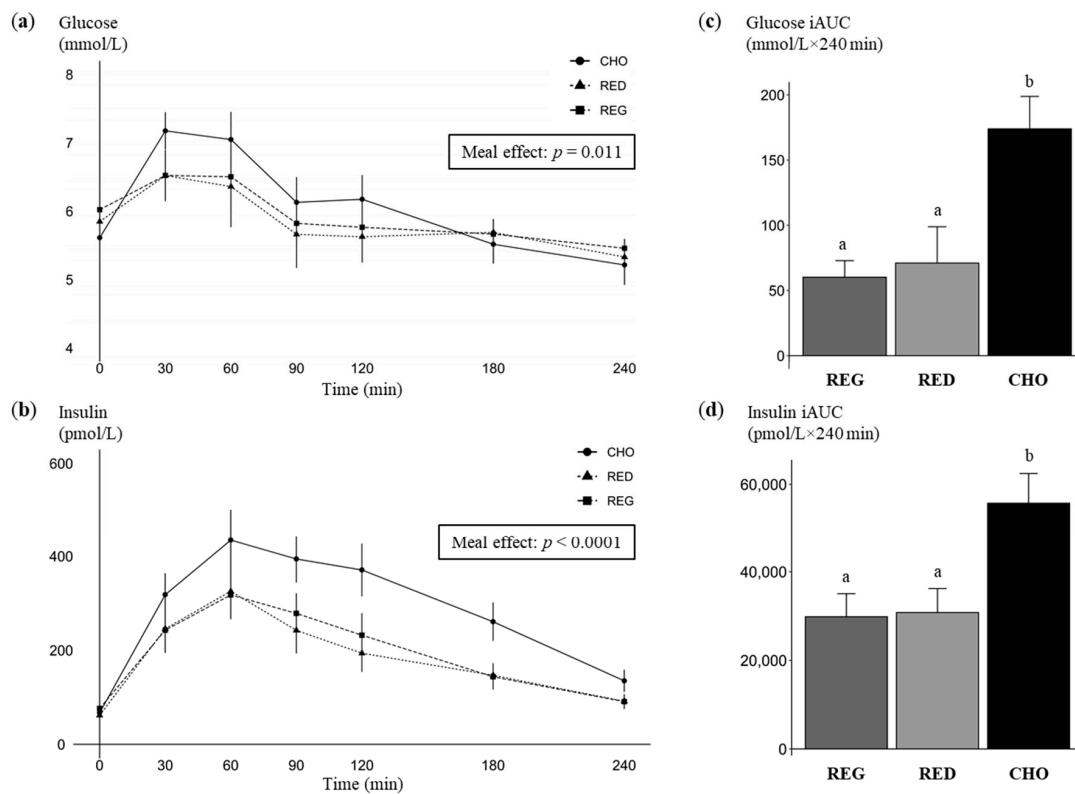 (a) Glucose
(mmol/L)
8
7
6
5
4
CHO
RED
REG
Meal effect: p = 0.011
0 30 60 90 120 180 240
Time (min)
(b) Insulin
(pmol/L)
600
400
200
0
CHO
RED
REG
Meal effect: p < 0.0001
0 30 60 90 120 180 240
Time (min)
(c) Glucose iAUC
(mmol/L×240 min)
200
150
100
50
0
a
a
b
REG RED CHO
(d) Insulin iAUC
(pmol/L×240 min)
60,000
40,000
20,000
0
a
a
b
REG RED CHO